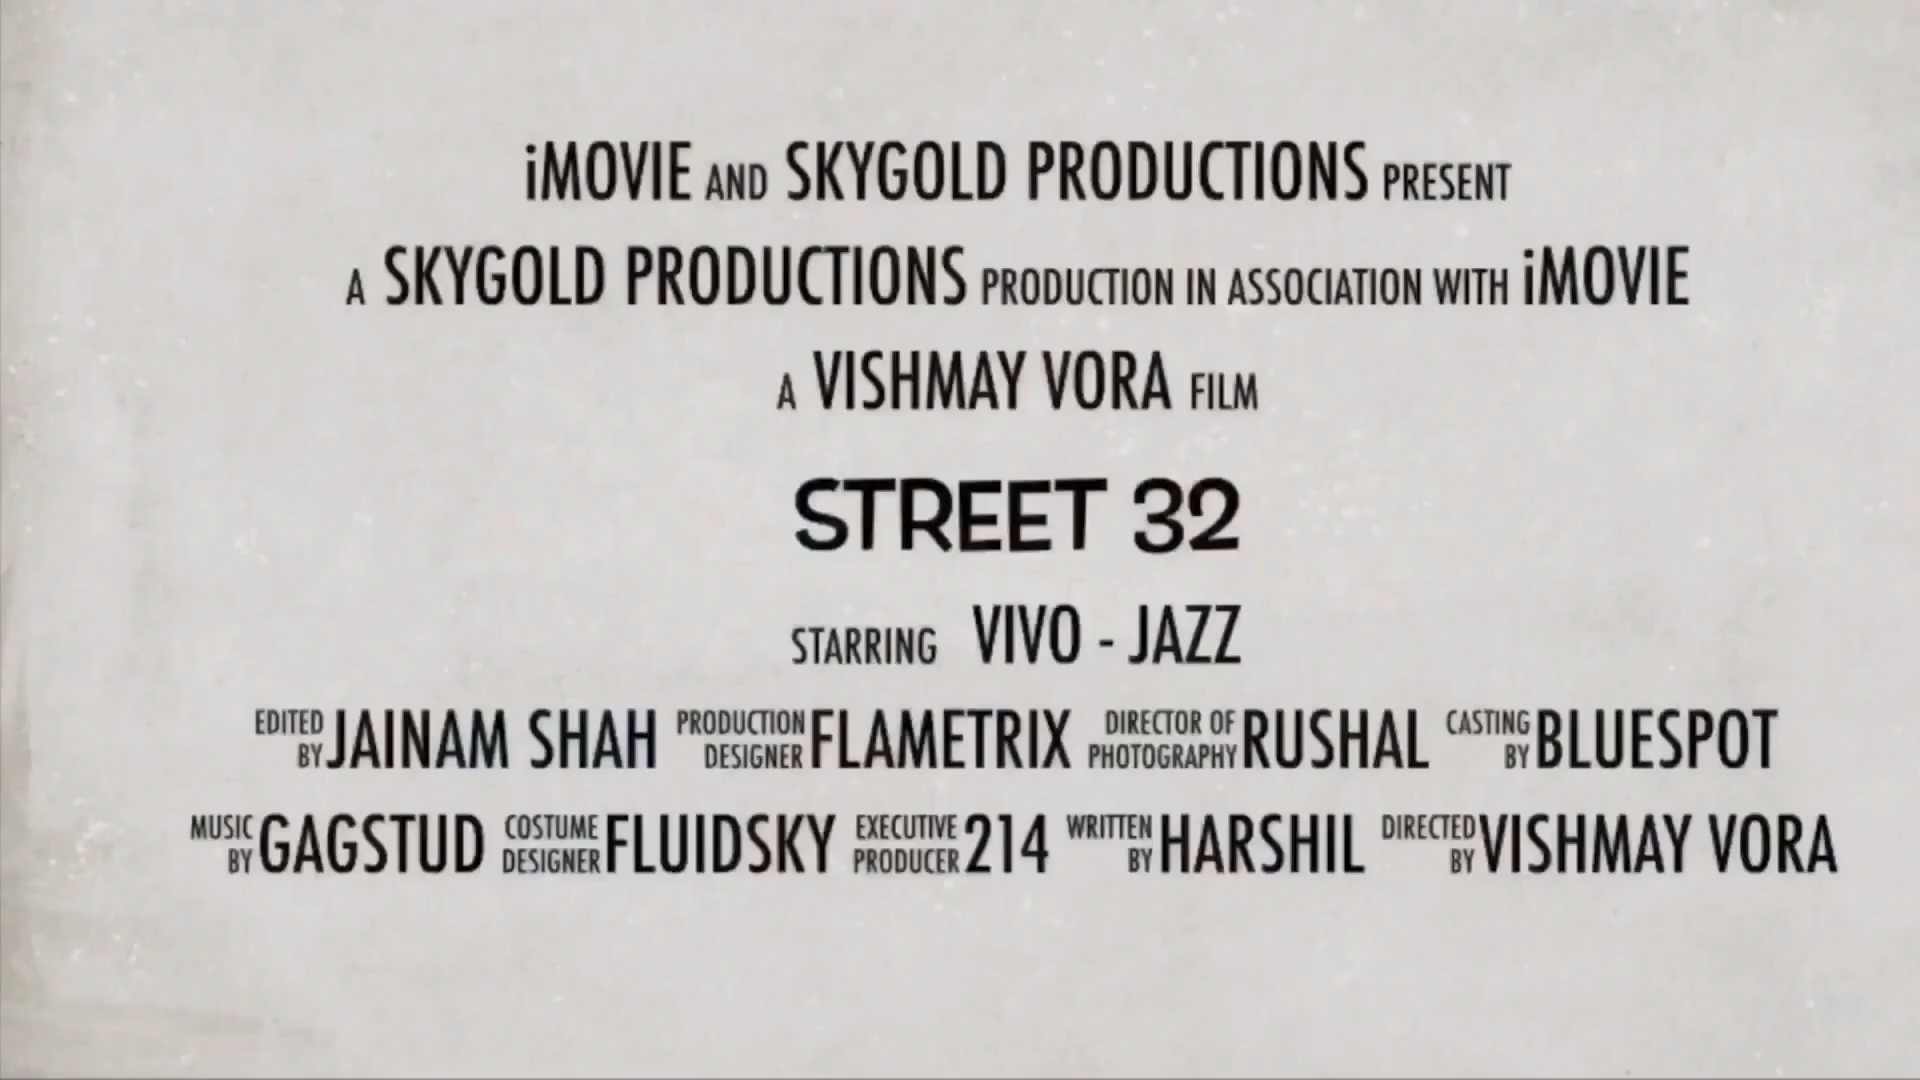 iMOVIE AND SKYGOLD PRODUCTIONS PRESENT
A SKYGOLD PRODUCTIONS PRODUCTION IN ASSOCIATION WITH iMOVIE
A VISHMAY VORA FILM
STREET 32
STARRING VIVO - JAZZ
EDITED BY JAINAM SHAH PRODUCTION DESIGNER FLAMETRIX DIRECTOR OF PHOTOGRAPHY RUSHAL CASTING BY BLUESPOT
MUSIC BY GAGSTUD COSTUME DESIGNER FLUIDSKY EXECUTIVE PRODUCER 214 WRITTEN BY HARSHIL DIRECTED BY VISHMAY VORA